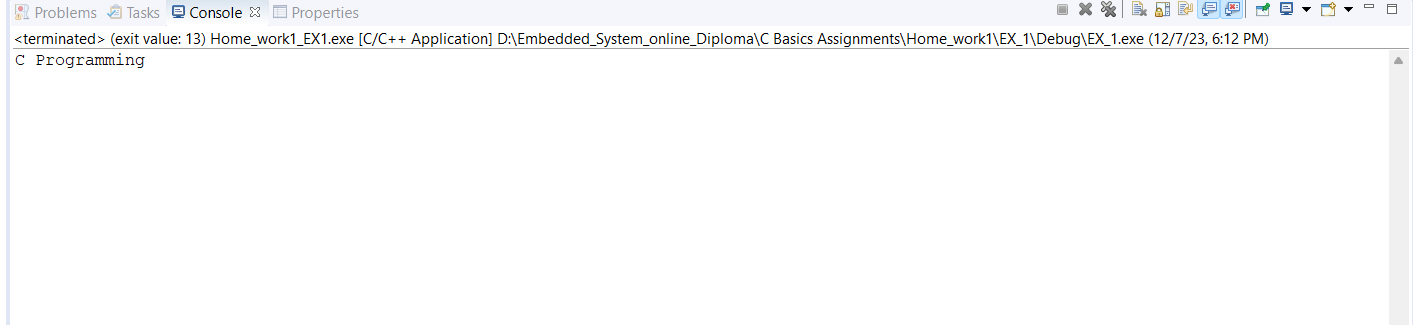 Problems Tasks Console Properties
<terminated> (exit value: 13) Home_work1_EX1.exe [C/C++ Application] D:\Embedded_System_online_Diploma\C Basics Assignments\Home_work1\EX_1\Debug\EX_1.exe (12/7/23, 6:12 PM)
C Programming